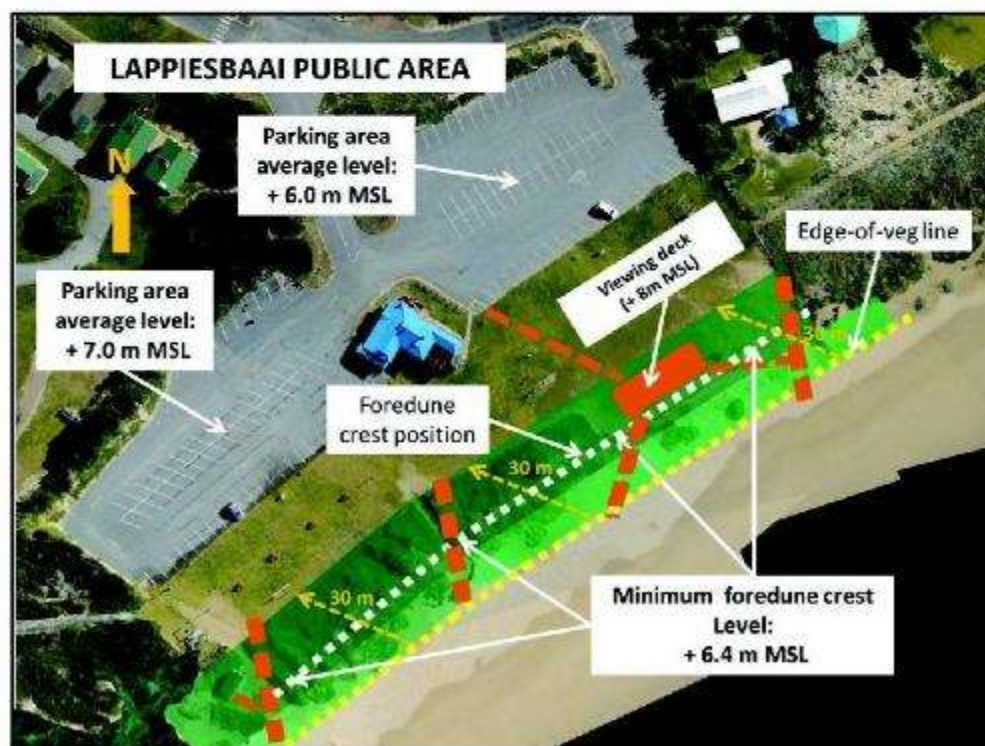 LAPPIESBAAI PUBLIC AREA
Parking area
average level:
+ 6.0 m MSL
N
Edge-of-veg line
Viewing deck
(+ 8m MSL)
Parking area
average level:
+ 7.0 m MSL
Foredune
crest position
30 m
30 m
Minimum foredune crest
Level:
+ 6.4 m MSL